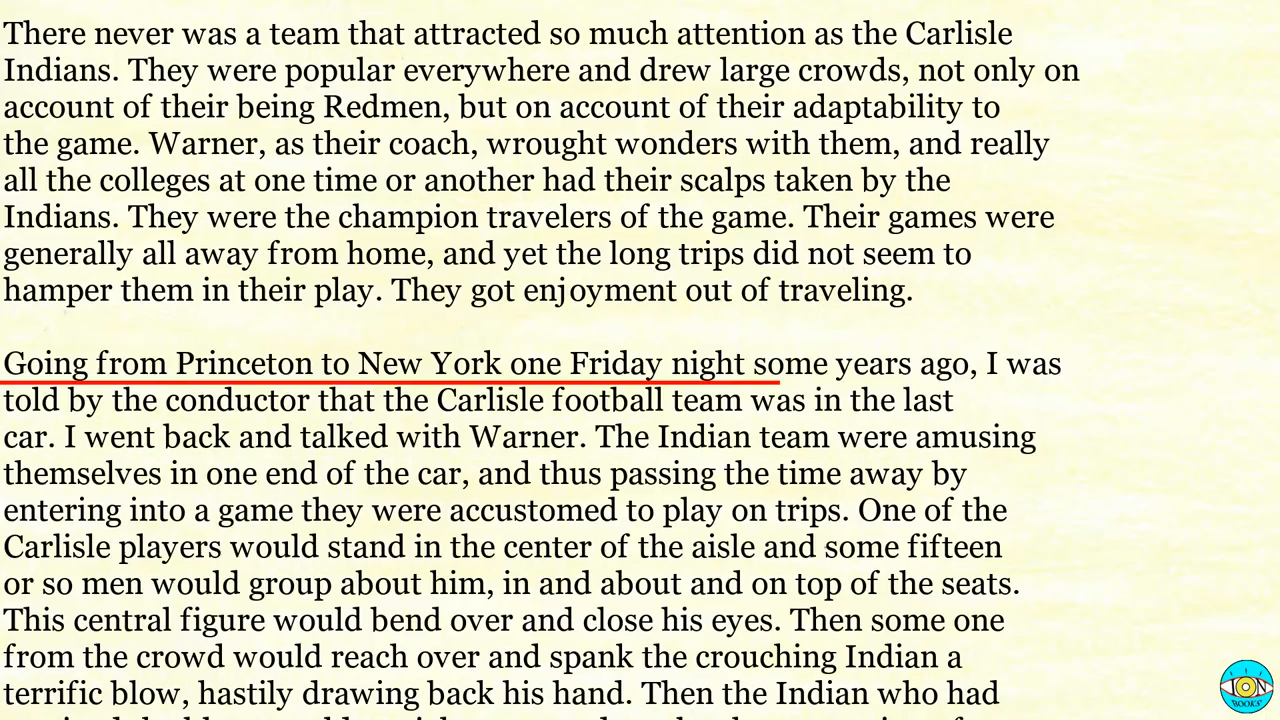 There never was a team that attracted so much attention as the Carlisle
Indians. They were popular everywhere and drew large crowds, not only on
account of their being Redmen, but on account of their adaptability to
the game. Warner, as their coach, wrought wonders with them, and really
all the colleges at one time or another had their scalps taken by the
Indians. They were the champion travelers of the game. Their games were
generally all away from home, and yet the long trips did not seem to
hamper them in their play. They got enjoyment out of traveling.
Going from Princeton to New York one Friday night some years ago, I was
told by the conductor that the Carlisle football team was in the last
car. I went back and talked with Warner. The Indian team were amusing
themselves in one end of the car, and thus passing the time away by
entering into a game they were accustomed to play on trips. One of the
Carlisle players would stand in the center of the aisle and some fifteen
or so men would group about him, in and about and on top of the seats.
This central figure would bend over and close his eyes. Then some one
from the crowd would reach over and spank the crouching Indian a
terrific blow, hastily drawing back his hand. Then the Indian who had
ION
BOOKS